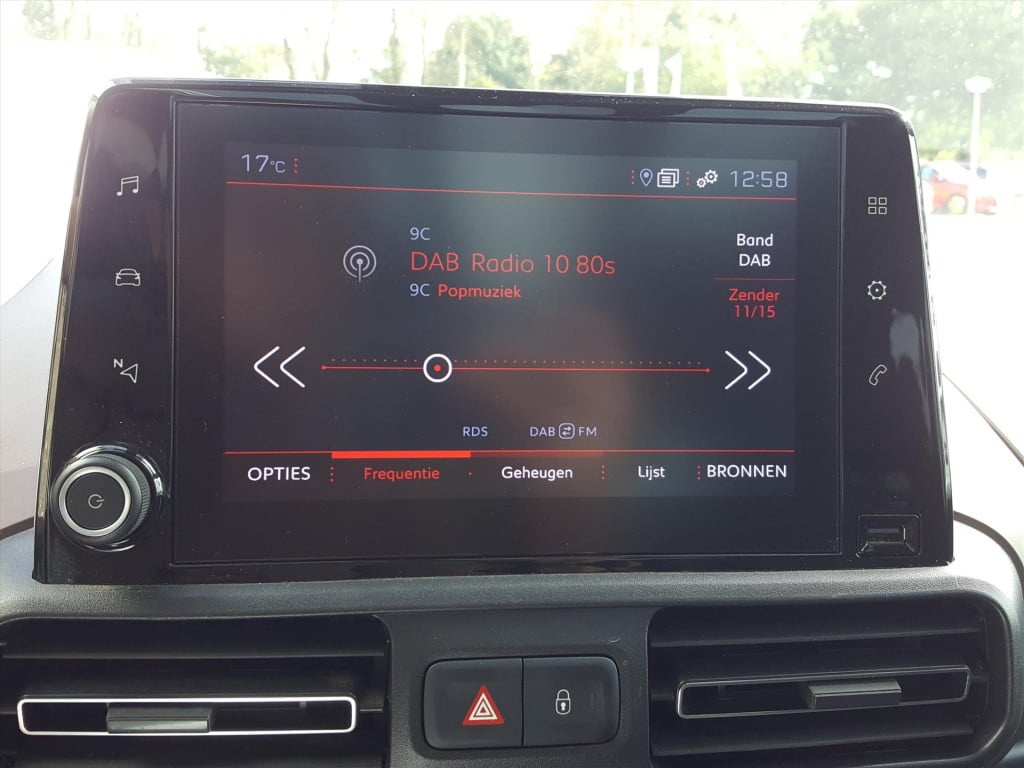 17°C
12:58
9C
DAB Radio 10 80s
9C Popmuziek
Band
DAB
Zender
11/15
N
RDS
DAB FM
OPTIES Frequentie Geheugen Lijst BRONNEN